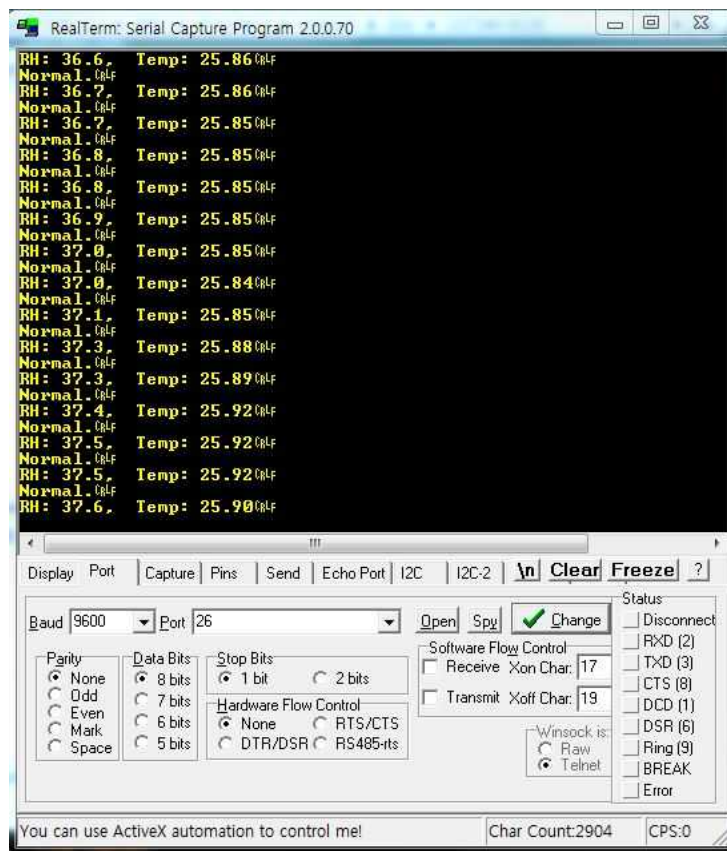 RealTerm: Serial Capture Program 2.0.0.70
RH: 36.6, Temp: 25.86CRLF
Normal.CRLF
RH: 36.7, Temp: 25.86CRLF
Normal.CRLF
RH: 36.7, Temp: 25.85CRLF
Normal.CRLF
RH: 36.8, Temp: 25.85CRLF
Normal.CRLF
RH: 36.8, Temp: 25.85CRLF
Normal.CRLF
RH: 36.9, Temp: 25.85CRLF
Normal.CRLF
RH: 37.0, Temp: 25.85CRLF
Normal.CRLF
RH: 37.0, Temp: 25.84CRLF
Normal.CRLF
RH: 37.1, Temp: 25.85CRLF
Normal.CRLF
RH: 37.3, Temp: 25.88CRLF
Normal.CRLF
RH: 37.3, Temp: 25.89CRLF
Normal.CRLF
RH: 37.4, Temp: 25.92CRLF
Normal.CRLF
RH: 37.5, Temp: 25.92CRLF
Normal.CRLF
RH: 37.5, Temp: 25.92CRLF
Normal.CRLF
RH: 37.6, Temp: 25.90CRLF
Display Port Capture Pins Send Echo Port I2C I2C-2 \n Clear Freeze ?
Baud 9600 Port 26 Open Spy Change
Parity
None
Odd
Even
Mark
Space
Data Bits
8 bits
7 bits
6 bits
5 bits
Stop Bits
1 bit 2 bits
Hardware Flow Control
None RTS/CTS
DTR/DSR RS485-rts
Software Flow Control
Receive Xon Char: 17
Transmit Xoff Char: 19
Winsock is:
Raw
Telnet
Status
Disconnect
RXD (2)
TXD (3)
CTS (8)
DCD (1)
DSR (6)
Ring (9)
BREAK
Error
You can use ActiveX automation to control me! Char Count:2904 CPS:0